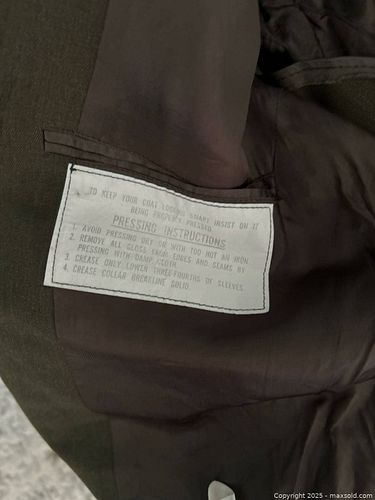 TO KEEP YOUR COAT LOOKING SMART INSIST ON IT
BEING PROPERLY PRESSED.
PRESSING INSTRUCTIONS
1. AVOID PRESSING DRY OR WITH TOO HOT AN IRON.
2. REMOVE ALL GLOSS FROM EDGES AND SEAMS BY
PRESSING WITH DAMP CLOTH.
3. CREASE ONLY LOWER THREE-FOURTHS OF SLEEVES.
4. CREASE COLLAR BREAKLINE SOLID.
Copyright © 2025 - maxsold.com